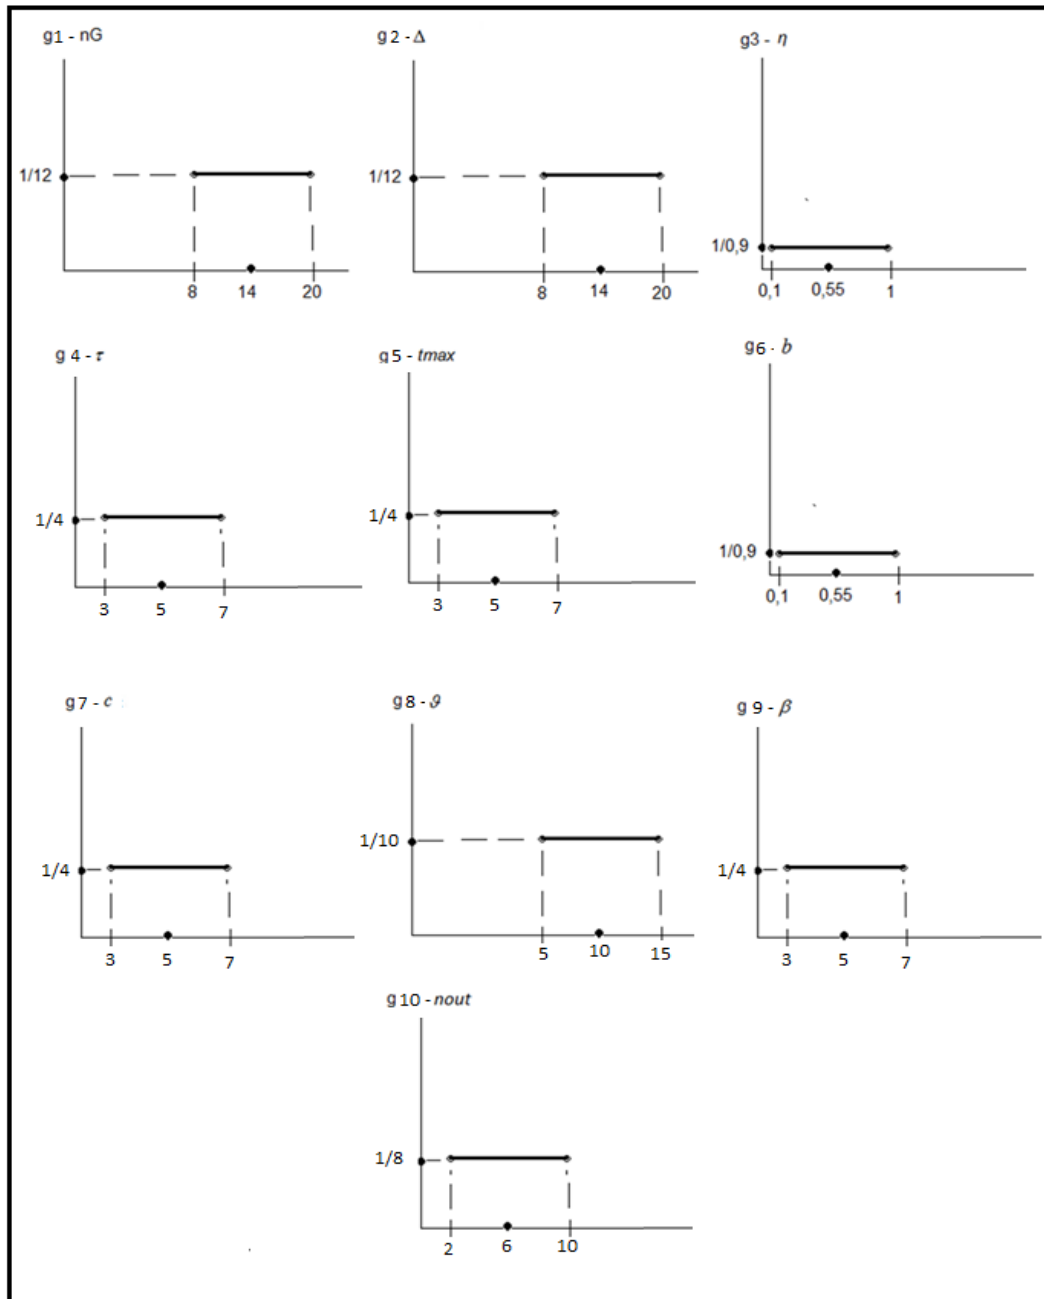 g1 - nG
1/12
8 14 20
g2 - Δ
1/12
8 14 20
g3 - η
1/0,9
0,1 0,55 1
g4 - τ
1/4
3 5 7
g5 - tmax
1/4
3 5 7
g6 - b
1/0,9
0,1 0,55 1
g7 - c
1/4
3 5 7
g8 - ϑ
1/10
5 10 15
g9 - β
1/4
3 5 7
g10 - nout
1/8
2 6 10